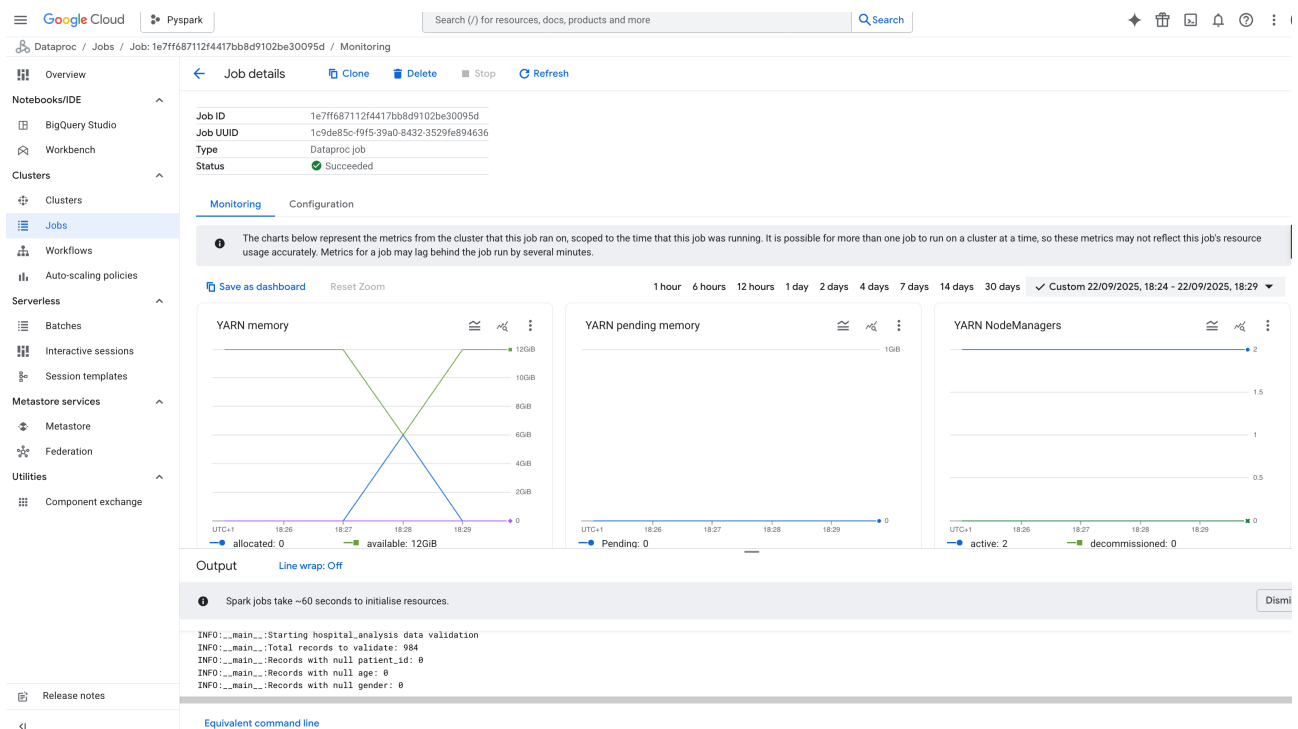 Google Cloud
Pyspark
Search (/) for resources, docs, products and more
Search
Dataproc / Jobs / Job: 1e7ff687112f4417bb8d9102be30095d / Monitoring
Overview
Notebooks/IDE
BigQuery Studio
Workbench
Clusters
Clusters
Jobs
Workflows
Auto-scaling policies
Serverless
Batches
Interactive sessions
Session templates
Metastore services
Metastore
Federation
Utilities
Component exchange
Release notes
Job details
Clone
Delete
Stop
Refresh
Job ID 1e7ff687112f4417bb8d9102be30095d
Job UUID 1c9de85c-f9f5-39a0-8432-3529fe894636
Type Dataproc job
Status Succeeded
Monitoring
Configuration
The charts below represent the metrics from the cluster that this job ran on, scoped to the time that this job was running. It is possible for more than one job to run on a cluster at a time, so these metrics may not reflect this job's resource
usage accurately. Metrics for a job may lag behind the job run by several minutes.
Save as dashboard
Reset Zoom
1 hour 6 hours 12 hours 1 day 2 days 4 days 7 days 14 days 30 days Custom 22/09/2025, 18:24 - 22/09/2025, 18:29
YARN memory
12GiB
10GiB
8GiB
6GiB
4GiB
2GiB
0
UTC+1 18:26 18:27 18:28 18:29
allocated: 0 available: 12GiB
YARN pending memory
1GiB
0
UTC+1 18:26 18:27 18:28 18:29
Pending: 0
YARN NodeManagers
2
1.5
1
0.5
0
UTC+1 18:26 18:27 18:28 18:29
active: 2 decommissioned: 0
Output
Line wrap: Off
Spark jobs take ~60 seconds to initialise resources.
Dismi
INFO:__main__:Starting hospital_analysis data validation
INFO:__main__:Total records to validate: 984
INFO:__main__:Records with null patient_id: 0
INFO:__main__:Records with null age: 0
INFO:__main__:Records with null gender: 0
Equivalent command line